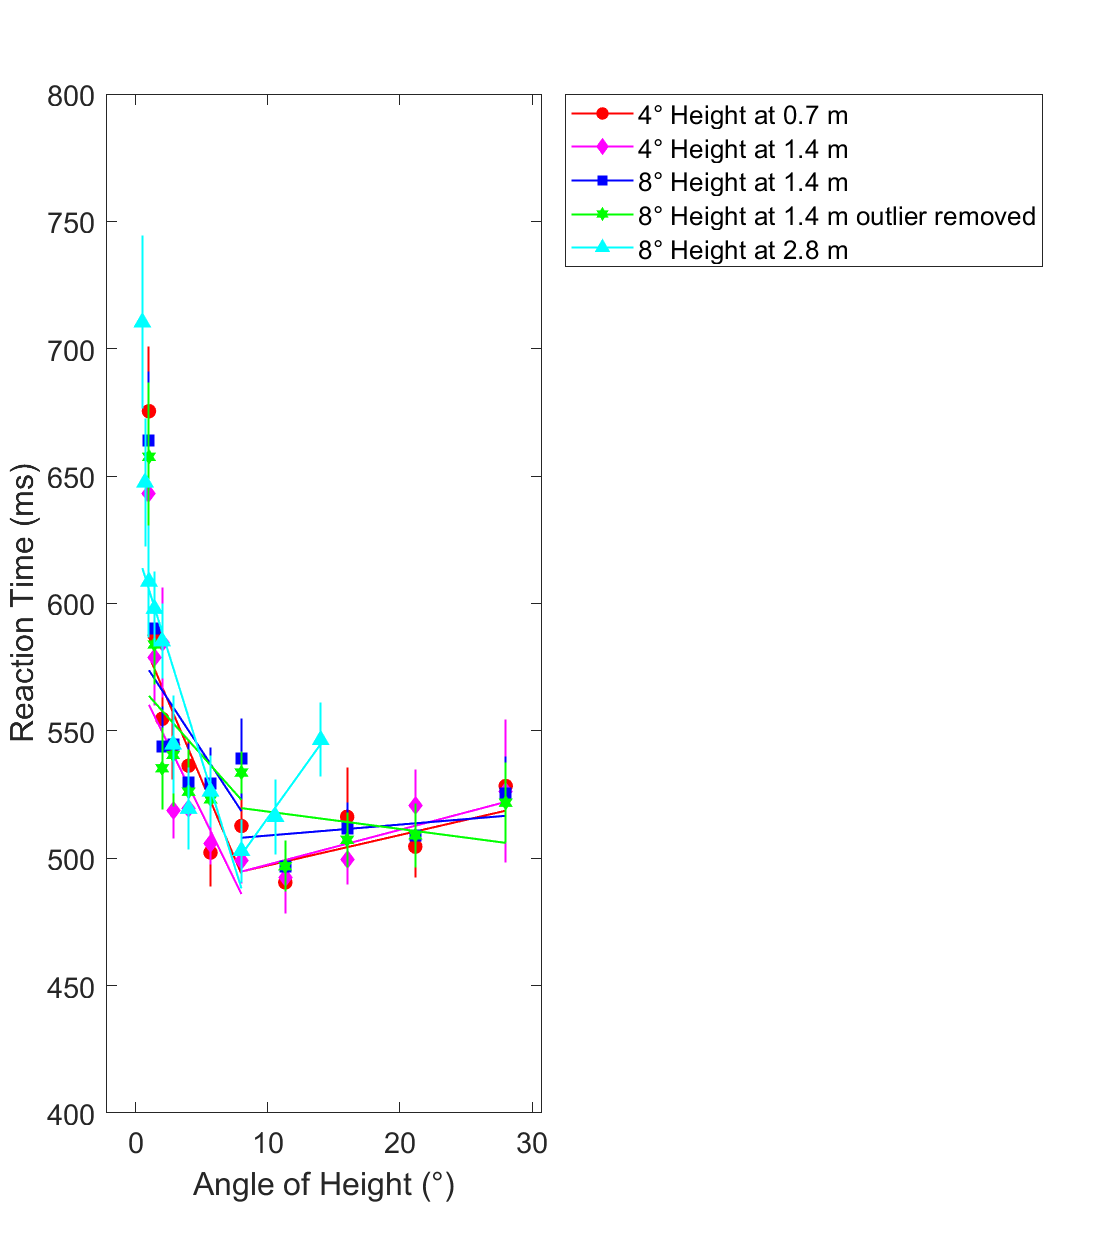 800
750
700
650
600
550
500
450
400
0 10 20 30
Reaction Time (ms)
Angle of Height (°)
4° Height at 0.7 m
4° Height at 1.4 m
8° Height at 1.4 m
8° Height at 1.4 m outlier removed
8° Height at 2.8 m